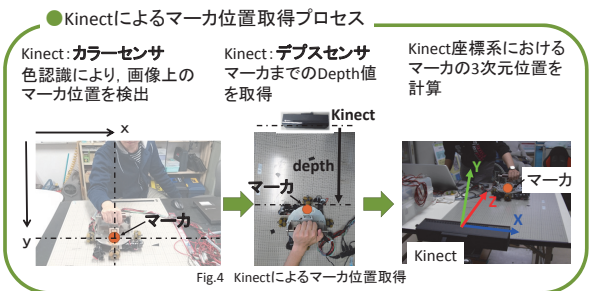 ●Kinectによるマーカ位置取得プロセス
Kinect：カラーセンサ
色認識により，画像上の
マーカ位置を検出
x
y
マーカ
Kinect：デプスセンサ
マーカまでのDepth値
を取得
Kinect
depth
マーカ
Kinect座標系における
マーカの3次元位置を
計算
Y
Z
X
マーカ
Kinect
Fig.4 Kinectによるマーカ位置取得